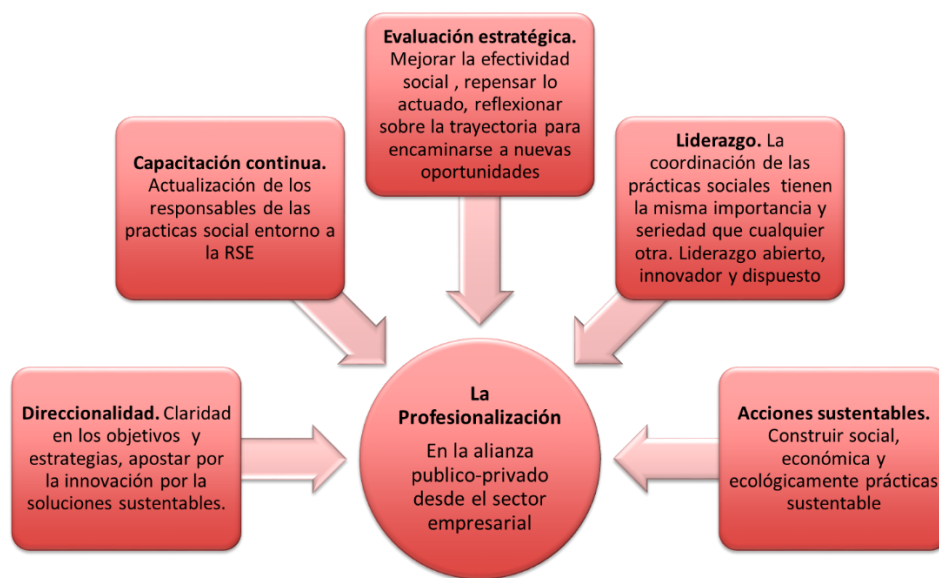 Evaluación estratégica.
Mejorar la efectividad
social , repensar lo
actuado, reflexionar
sobre la trayectoria para
encaminarse a nuevas
oportunidades
Capacitación continua.
Actualización de los
responsables de las
practicas social entorno a
la RSE
Liderazgo. La
coordinación de las
prácticas sociales tienen
la misma importancia y
seriedad que cualquier
otra. Liderazgo abierto,
innovador y dispuesto
Direccionalidad. Claridad
en los objetivos y
estrategias, apostar por
la innovación por la
soluciones sustentables.
La
Profesionalización
En la alianza
publico-privado
desde el sector
empresarial
Acciones sustentables.
Construir social,
económica y
ecológicamente prácticas
sustentable